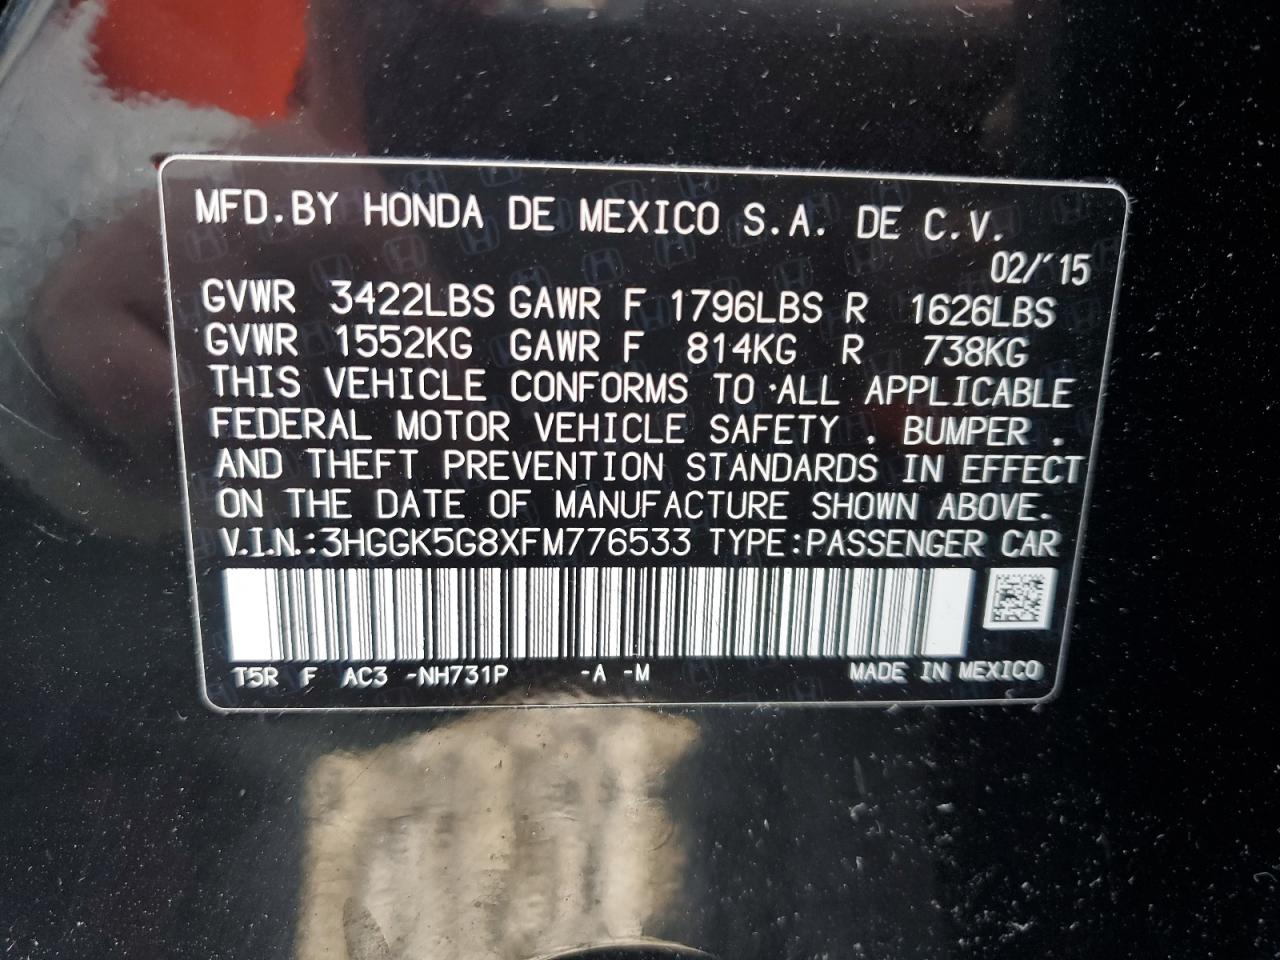 MFD.BY HONDA DE MEXICO S.A. DE C.V.
02/'15
GVWR 3422LBS GAWR F 1796LBS R 1626LBS
GVWR 1552KG GAWR F 814KG R 738KG
THIS VEHICLE CONFORMS TO ALL APPLICABLE
FEDERAL MOTOR VEHICLE SAFETY , BUMPER ,
AND THEFT PREVENTION STANDARDS IN EFFECT
ON THE DATE OF MANUFACTURE SHOWN ABOVE.
V.I.N.:3HGGK5G8XFM776533 TYPE:PASSENGER CAR
T5R F AC3 -NH731P -A -M MADE IN MEXICO